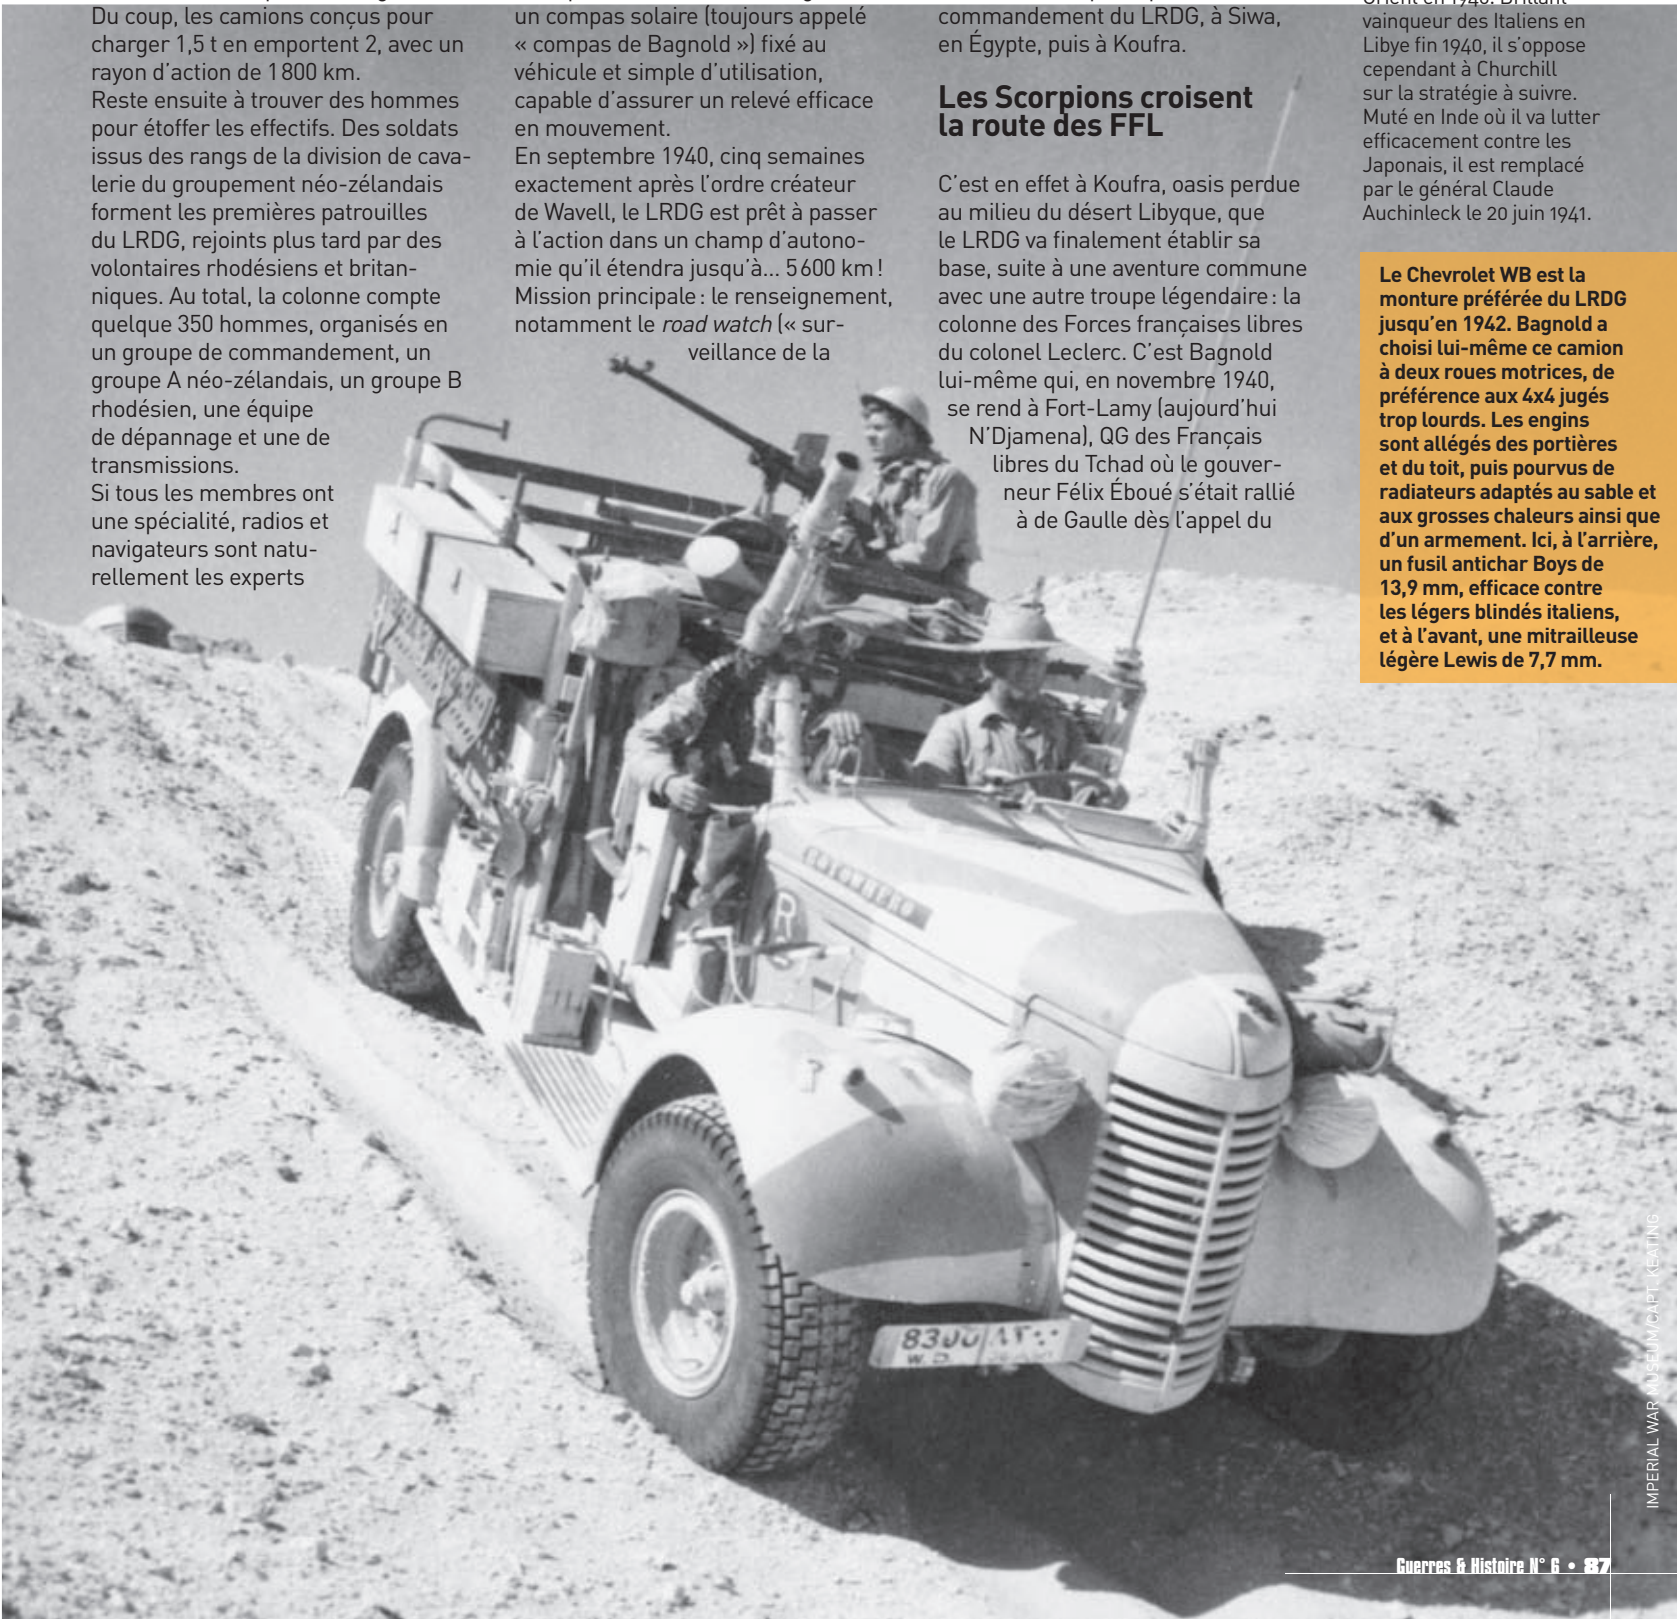 Du coup, les camions conçus pour
charger 1,5 t en emportent 2, avec un
rayon d’action de 1 800 km.
Reste ensuite à trouver des hommes
pour étoffer les effectifs. Des soldats
issus des rangs de la division de cava-
lerie du groupement néo-zélandais
forment les premières patrouilles
du LRDG, rejoints plus tard par des
volontaires rhodésiens et britan-
niques. Au total, la colonne compte
quelque 350 hommes, organisés en
un groupe de commandement, un
groupe A néo-zélandais, un groupe B
rhodésien, une équipe
de dépannage et une de
transmissions.
Si tous les membres ont
une spécialité, radios et
navigateurs sont natu-
rellement les experts
un compas solaire (toujours appelé
« compas de Bagnold ») fixé au
véhicule et simple d’utilisation,
capable d’assurer un relevé efficace
en mouvement.
En septembre 1940, cinq semaines
exactement après l’ordre créateur
de Wavell, le LRDG est prêt à passer
à l’action dans un champ d’autono-
mie qu’il étendra jusqu’à... 5 600 km !
Mission principale : le renseignement,
notamment le road watch (« sur-
veillance de la
commandement du LRDG, à Siwa,
en Égypte, puis à Koufra.
Les Scorpions croisent
la route des FFL
C’est en effet à Koufra, oasis perdue
au milieu du désert Libyque, que
le LRDG va finalement établir sa
base, suite à une aventure commune
avec une autre troupe légendaire : la
colonne des Forces françaises libres
du colonel Leclerc. C’est Bagnold
lui-même qui, en novembre 1940,
se rend à Fort-Lamy (aujourd’hui
N’Djamena), QG des Français
libres du Tchad où le gouver-
neur Félix Éboué s’était rallié
à de Gaulle dès l’appel du
vainqueur des Italiens en
Libye fin 1940, il s’oppose
cependant à Churchill
sur la stratégie à suivre.
Muté en Inde où il va lutter
efficacement contre les
Japonais, il est remplacé
par le général Claude
Auchinleck le 20 juin 1941.
Le Chevrolet WB est la
monture préférée du LRDG
jusqu’en 1942. Bagnold a
choisi lui-même ce camion
à deux roues motrices, de
préférence aux 4x4 jugés
trop lourds. Les engins
sont allégés des portières
et du toit, puis pourvus de
radiateurs adaptés au sable et
aux grosses chaleurs ainsi que
d’un armement. Ici, à l’arrière,
un fusil antichar Boys de
13,9 mm, efficace contre
les légers blindés italiens,
et à l’avant, une mitrailleuse
légère Lewis de 7,7 mm.
R
W D
IMPERIAL WAR MUSEUM/CAPT. KEATING
Guerres & Histoire N° 6 • 87